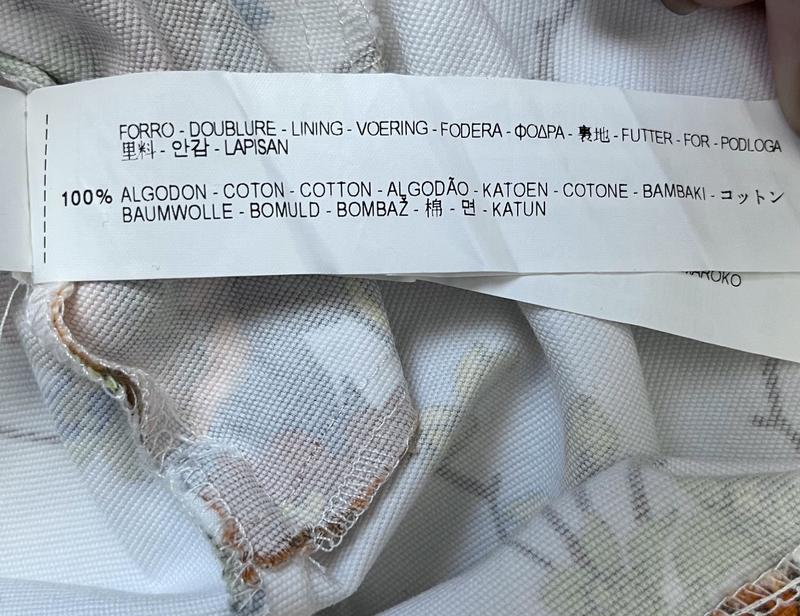 FORRO - DOUBLURE - LINING - VOERING - FODERA - ΦΟΔΡΑ - 裏地 - FUTTER - FOR - PODLOGA
里料 - 안감 - LAPISAN
100% ALGODON - COTON - COTTON - ALGODÃO - KATOEN - COTONE - BAMBAKI - コットン
BAUMWOLLE - BOMULD - BOMBAŽ - 棉 - 면 - KATUN